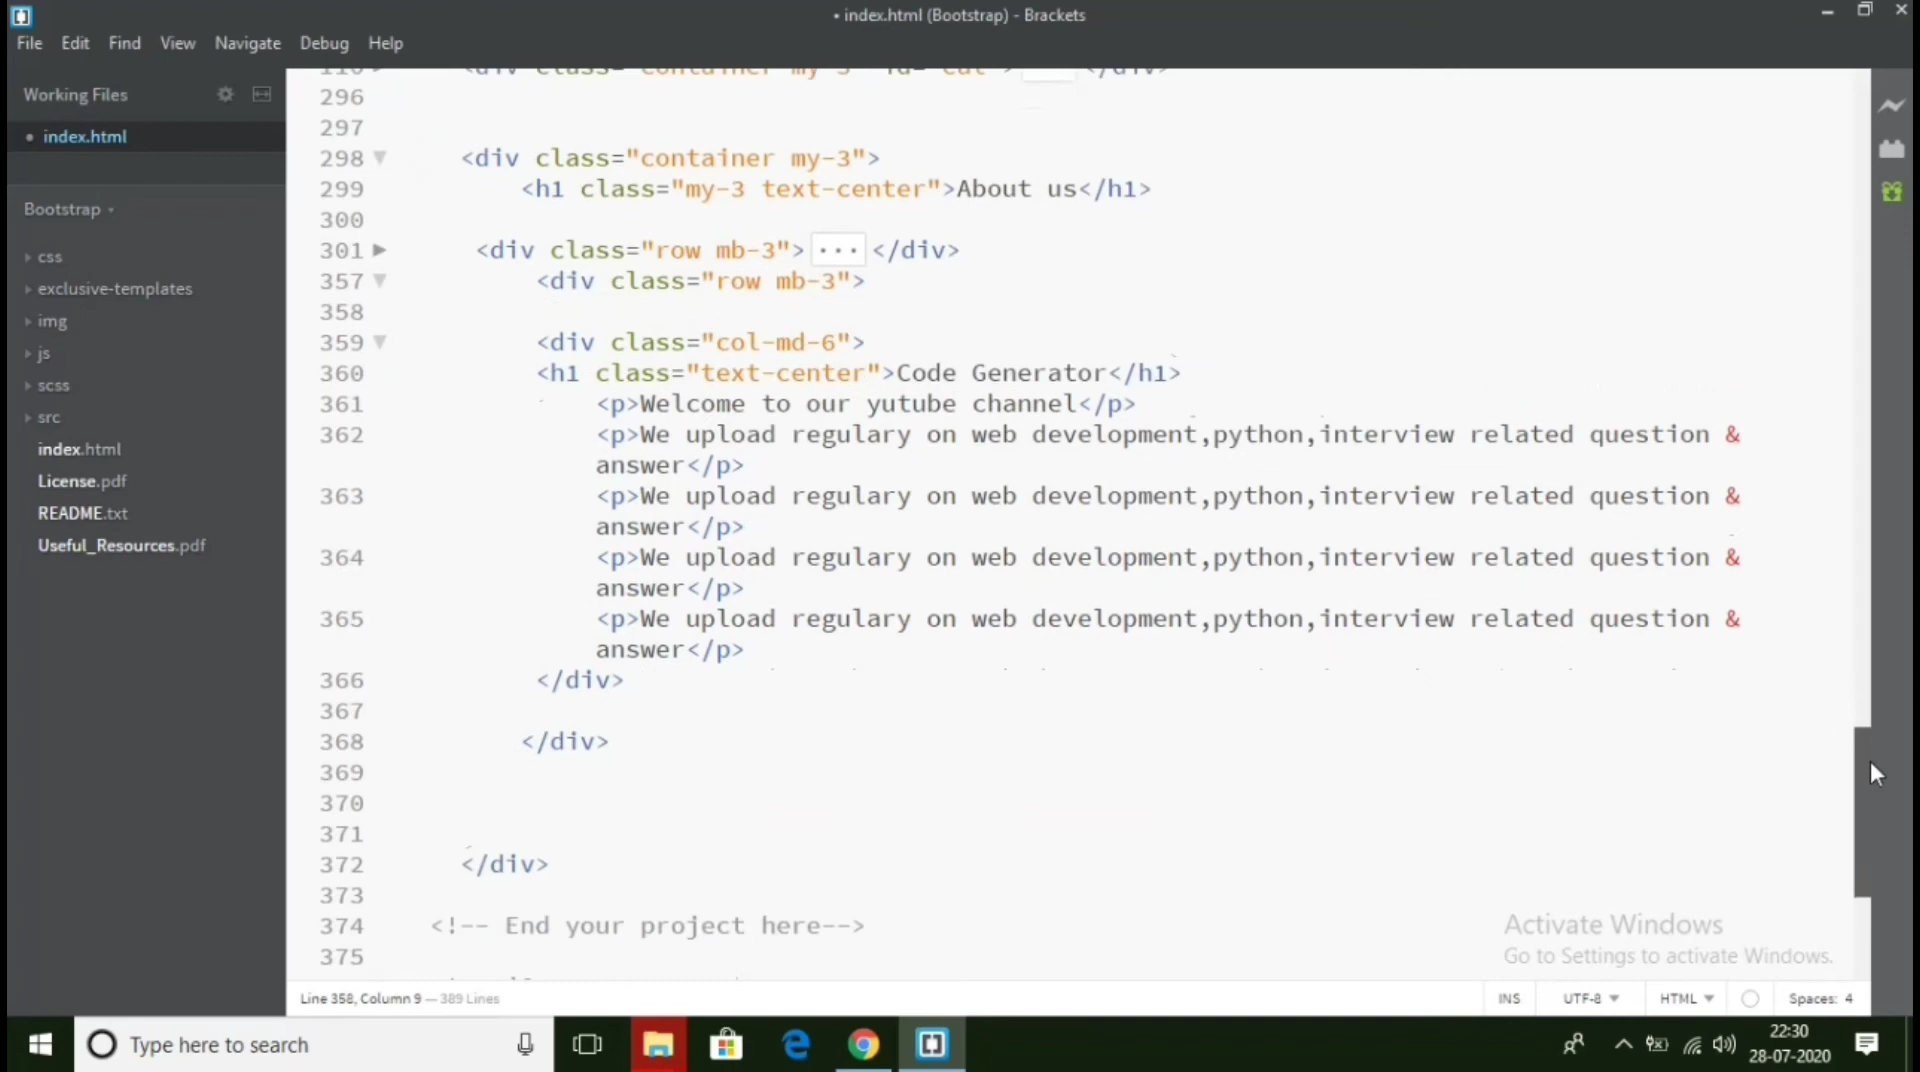 • index.html (Bootstrap) - Brackets
File Edit Find View Navigate Debug Help
Working Files
• index.html
Bootstrap
css
exclusive-templates
img
js
scss
src
index.html
License.pdf
README.txt
Useful_Resources.pdf
296
297
298 <div class="container my-3">
299 <h1 class="my-3 text-center">About us</h1>
300
301 <div class="row mb-3">...</div>
357 <div class="row mb-3">
358
359 <div class="col-md-6">
360 <h1 class="text-center">Code Generator</h1>
361 <p>Welcome to our yutube channel</p>
362 <p>We upload regulary on web development,python,interview related question &
answer</p>
363 <p>We upload regulary on web development,python,interview related question &
answer</p>
364 <p>We upload regulary on web development,python,interview related question &
answer</p>
365 <p>We upload regulary on web development,python,interview related question &
answer</p>
366 </div>
367
368 </div>
369
370
371
372 </div>
373
374 <!-- End your project here-->
375
Activate Windows
Go to Settings to activate Windows.
Line 358, Column 9 — 389 Lines
INS UTF-8 HTML Spaces: 4
Type here to search
22:30
28-07-2020